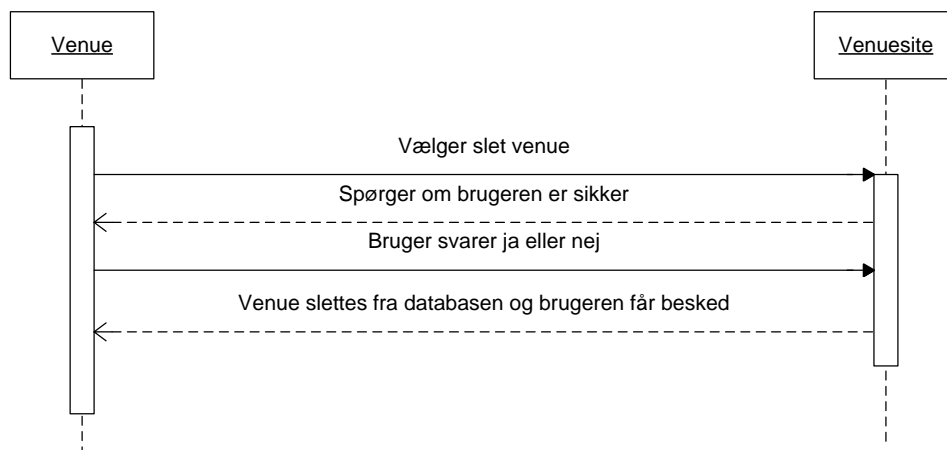 Venue
Venuesite
Vælger slet venue
Spørger om brugeren er sikker
Bruger svarer ja eller nej
Venue slettes fra databasen og brugeren får besked